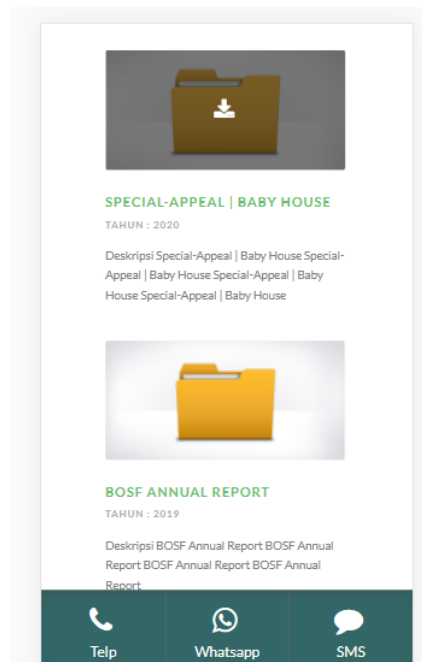 SPECIAL-APPEAL | BABY HOUSE
TAHUN : 2020
Deskripsi Special-Appeal | Baby House Special-
Appeal | Baby House Special-Appeal | Baby
House Special-Appeal | Baby House
BOSF ANNUAL REPORT
TAHUN : 2019
Deskripsi BOSF Annual Report BOSF Annual
Report BOSF Annual Report BOSF Annual
Report
Telp Whatsapp SMS